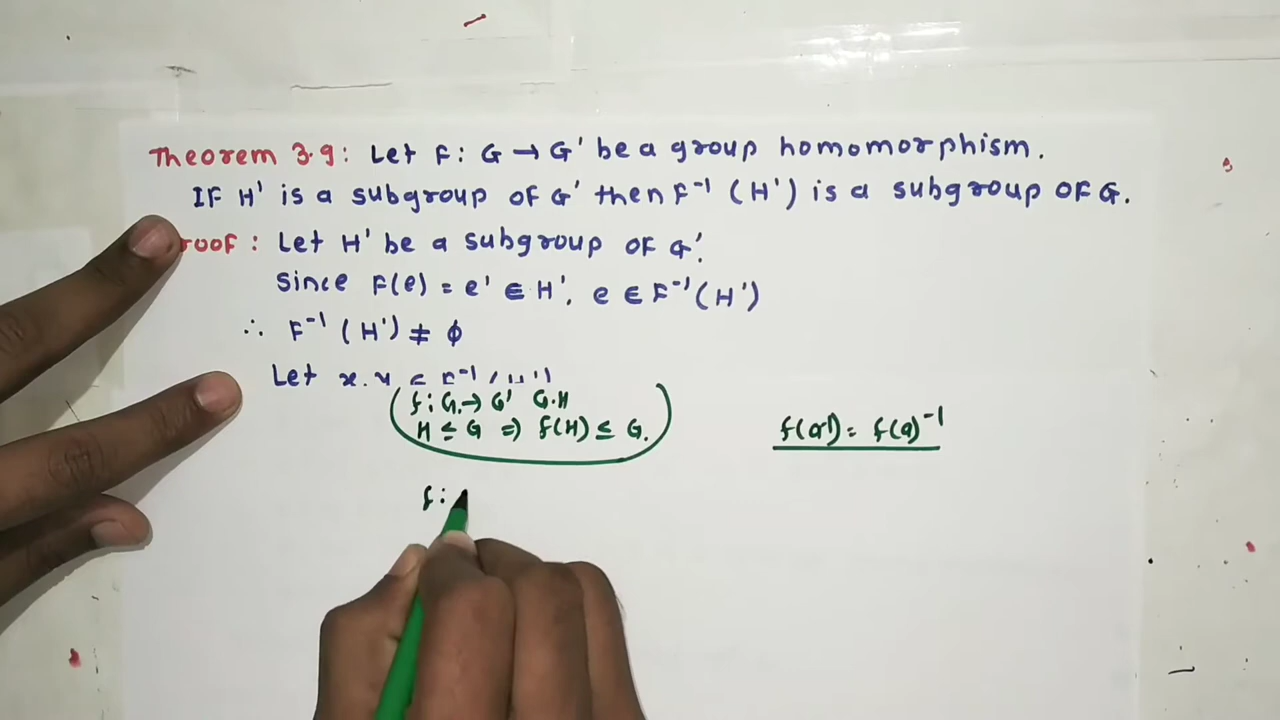 Theorem 3.9: Let F: G → G' be a group homomorphism.
IF H' is a subgroup of G' then F⁻¹ (H') is a subgroup of G.
roof: Let H' be a subgroup of G'.
Since F(e) = e' ∈ H', e ∈ F⁻¹(H')
∴ F⁻¹ (H') ≠ φ
Let x, y ∈ F⁻¹ (H')
f: G → G' G.H
H ≤ G ⇒ f(H) ≤ G.
f(a⁻¹) = f(a)⁻¹
f: